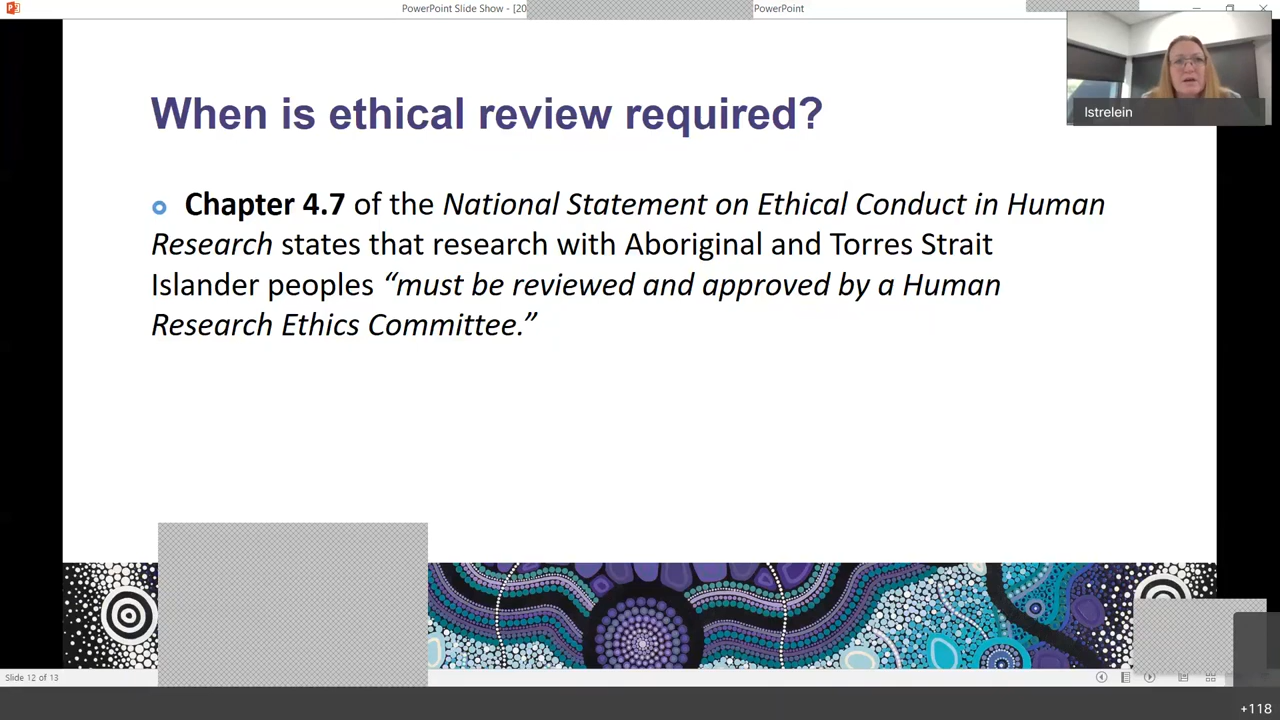 PowerPoint Slide Show - [20
PowerPoint
lstrelein
When is ethical review required?
Chapter 4.7 of the National Statement on Ethical Conduct in Human
Research states that research with Aboriginal and Torres Strait
Islander peoples “must be reviewed and approved by a Human
Research Ethics Committee.”
Slide 12 of 13
+118